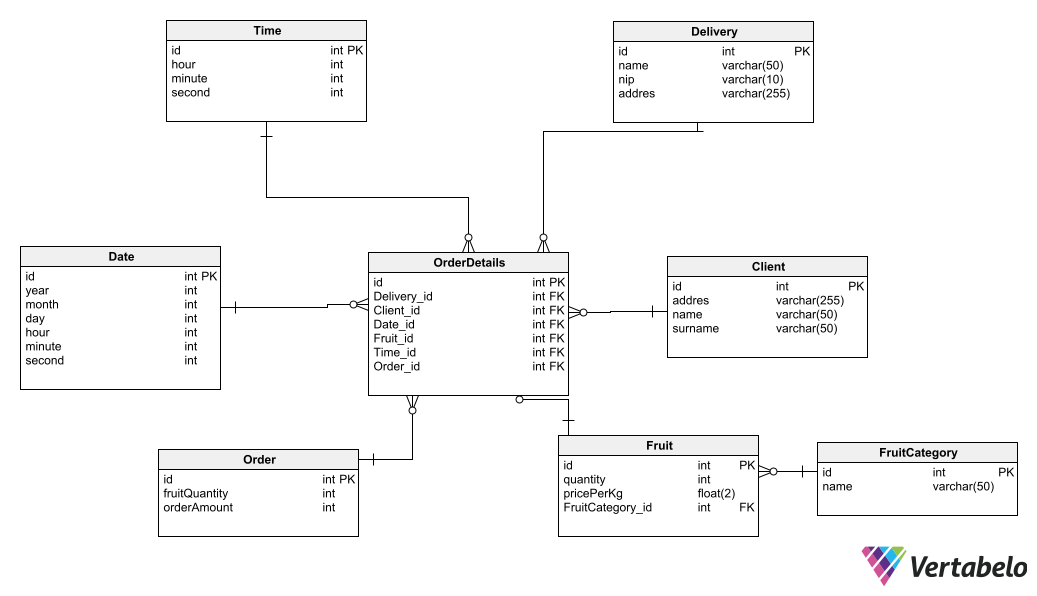 Time
id int PK
hour int
minute int
second int
Delivery
id int PK
name varchar(50)
nip varchar(10)
addres varchar(255)
Date
id int PK
year int
month int
day int
hour int
minute int
second int
OrderDetails
id int PK
Delivery_id int FK
Client_id int FK
Date_id int FK
Fruit_id int FK
Time_id int FK
Order_id int FK
Client
id int PK
addres varchar(255)
name varchar(50)
surname varchar(50)
Order
id int PK
fruitQuantity int
orderAmount int
Fruit
id int PK
quantity int
pricePerKg float(2)
FruitCategory_id int FK
FruitCategory
id int PK
name varchar(50)
Vertabelo